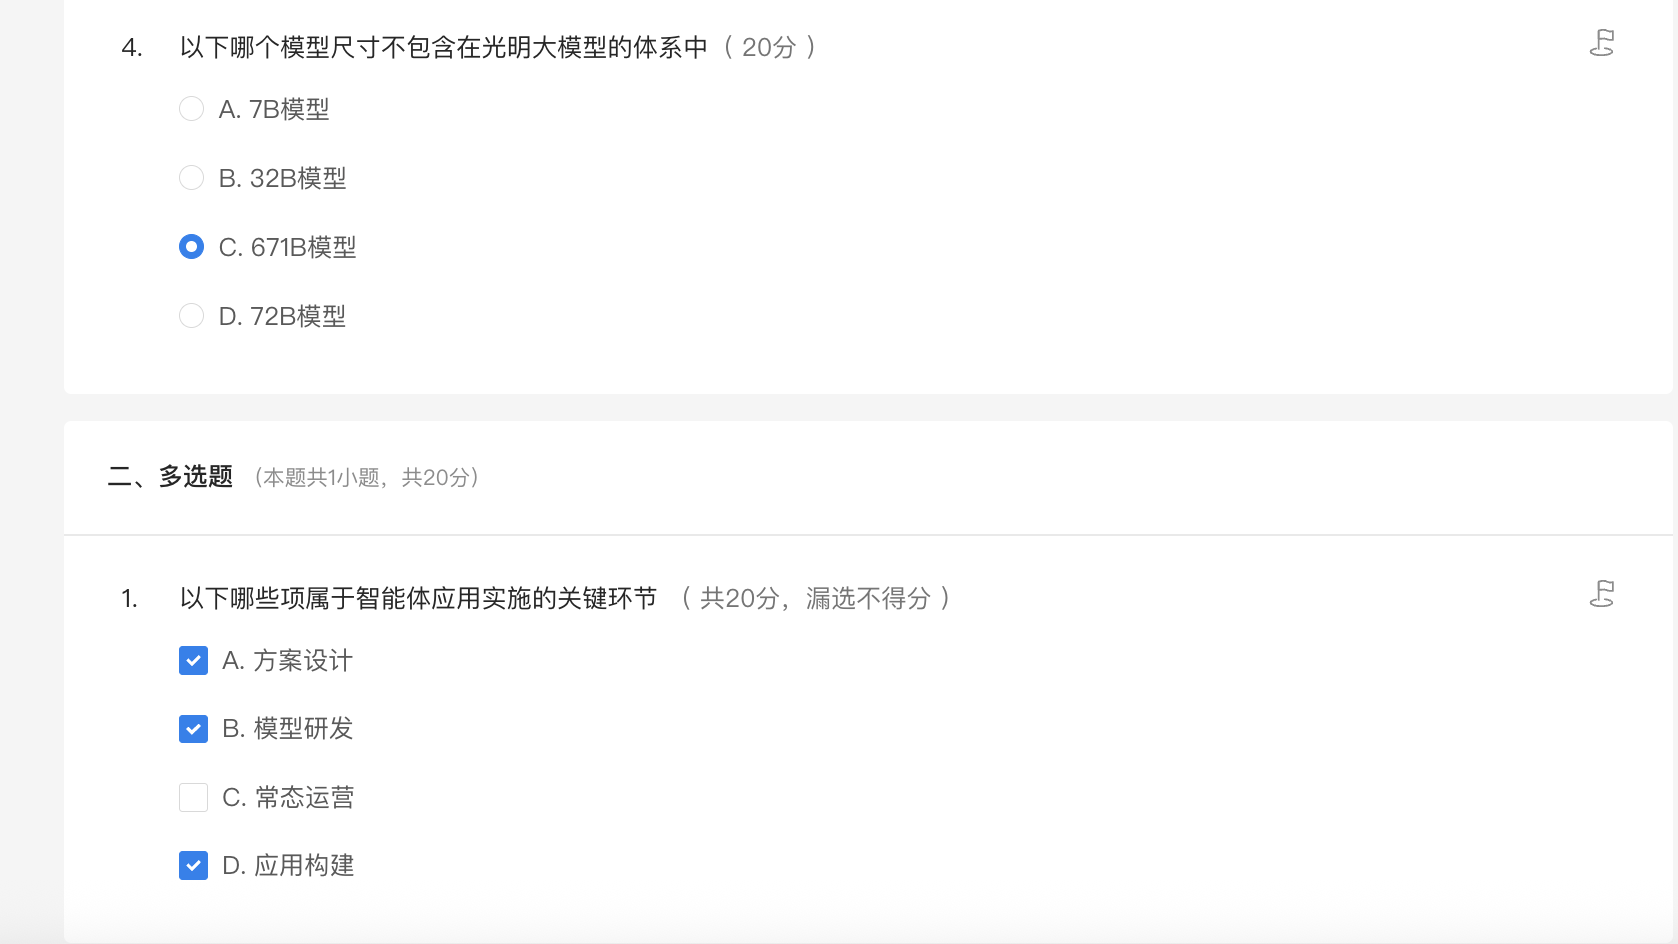 4. 以下哪个模型尺寸不包含在光明大模型的体系中（ 20分 ）
A. 7B模型
B. 32B模型
C. 671B模型
D. 72B模型
二、多选题 （本题共1小题，共20分）
1. 以下哪些项属于智能体应用实施的关键环节 （ 共20分，漏选不得分 ）
A. 方案设计
B. 模型研发
C. 常态运营
D. 应用构建